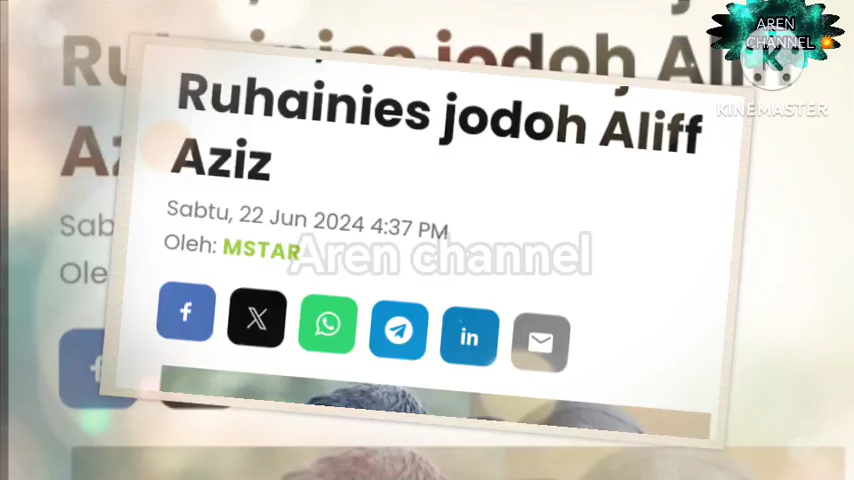 AREN
CHANNEL
KINEMASTER
Ruhainies jodoh Aliff
Aziz
Sabtu, 22 Jun 2024 4:37 PM
Oleh: MSTAR
Aren channel